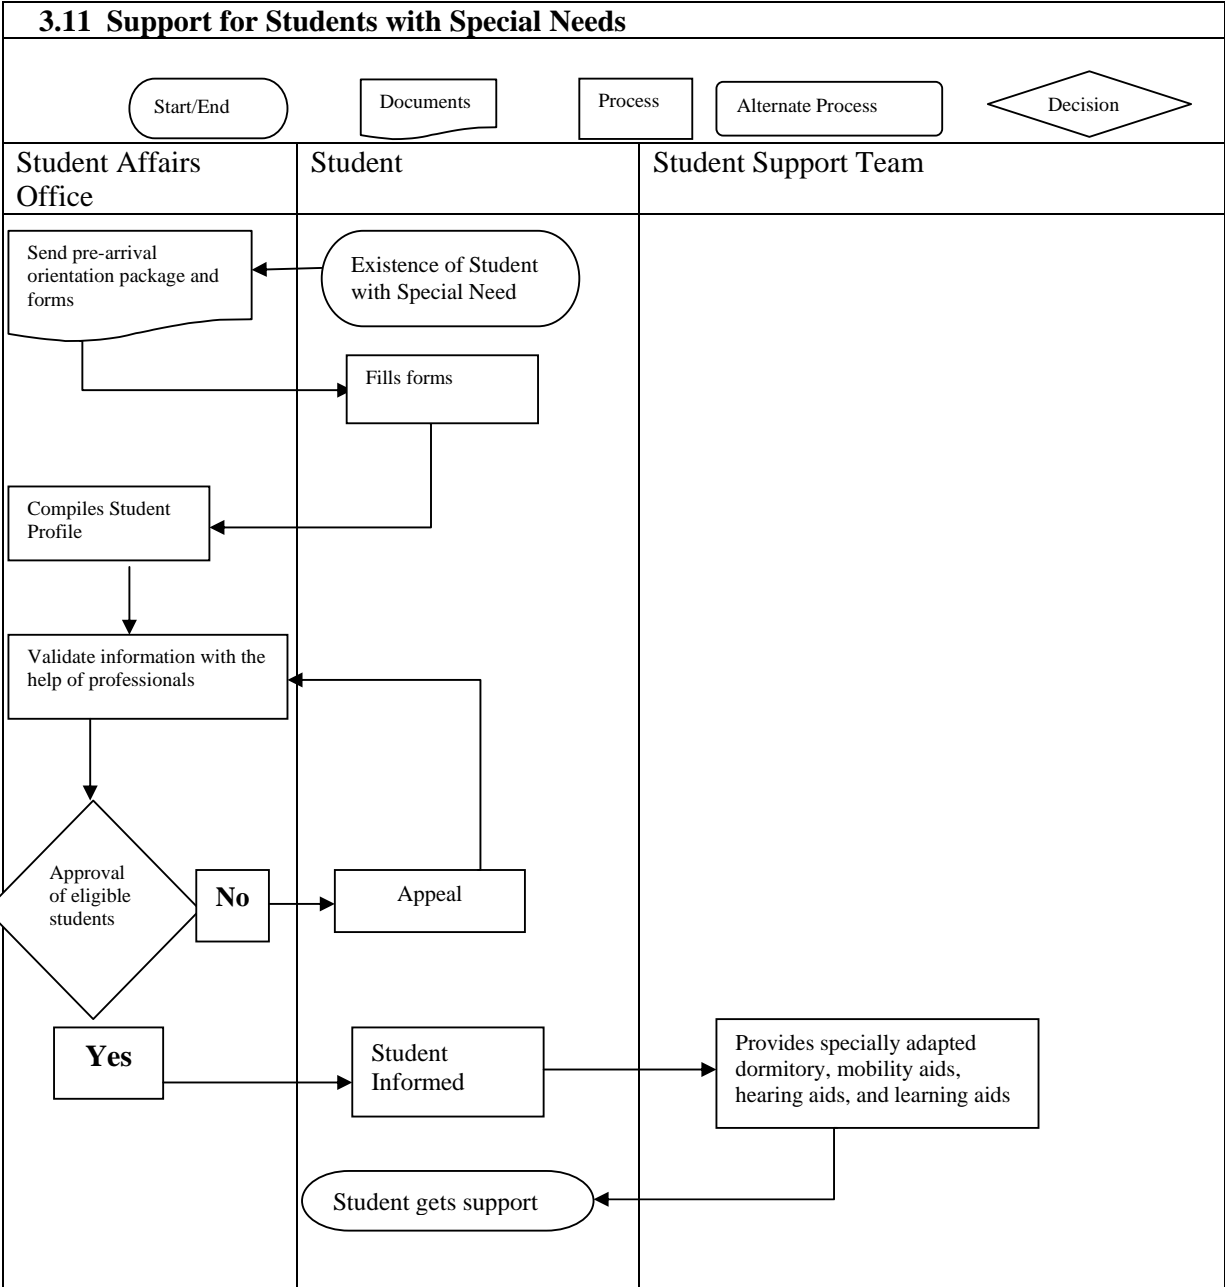 3.11 Support for Students with Special Needs
Start/End
Documents
Process
Alternate Process
Decision
Student Affairs
Office
Student
Student Support Team
Send pre-arrival
orientation package and
forms
Existence of Student
with Special Need
Fills forms
Compiles Student
Profile
Validate information with the
help of professionals
Approval
of eligible
students
No
Appeal
Yes
Student
Informed
Provides specially adapted
dormitory, mobility aids,
hearing aids, and learning aids
Student gets support